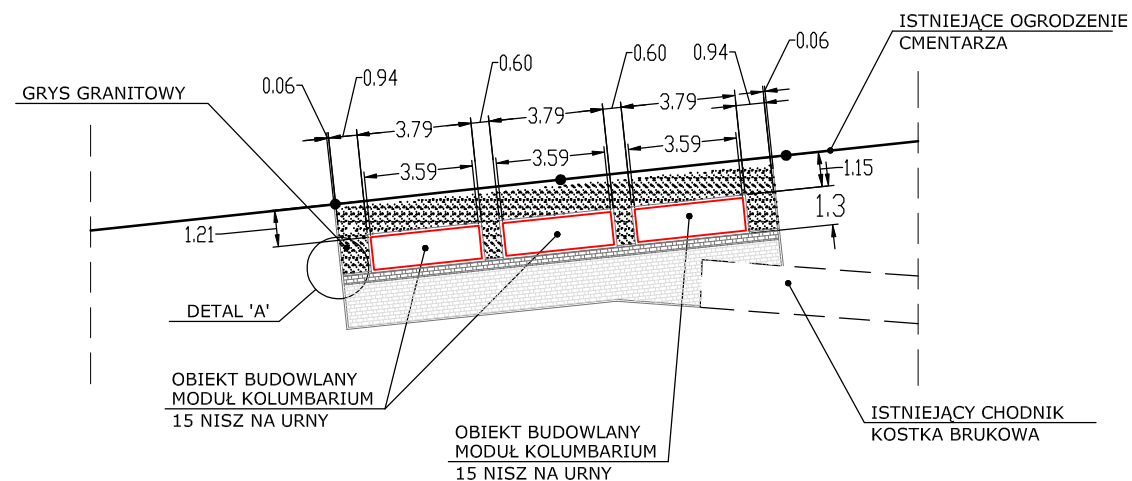 ISTNIEJĄCE OGRODZENIE
CMENTARZA
0.06
0.94
0.60
0.60
0.94
0.06
GRYS GRANITOWY
3.79
3.79
3.79
3.59
3.59
3.59
1.15
1.3
1.21
DETAL 'A'
OBIEKT BUDOWLANY
MODUŁ KOLUMBARIUM
15 NISZ NA URNY
OBIEKT BUDOWLANY
MODUŁ KOLUMBARIUM
15 NISZ NA URNY
ISTNIEJĄCY CHODNIK
KOSTKA BRUKOWA